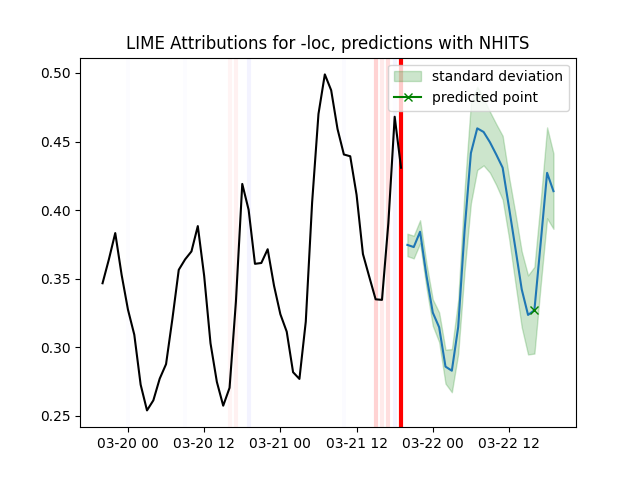 LIME Attributions for -loc, predictions with NHITS
standard deviation
predicted point
0.50
0.45
0.40
0.35
0.30
0.25
03-20 00 03-20 12 03-21 00 03-21 12 03-22 00 03-22 12